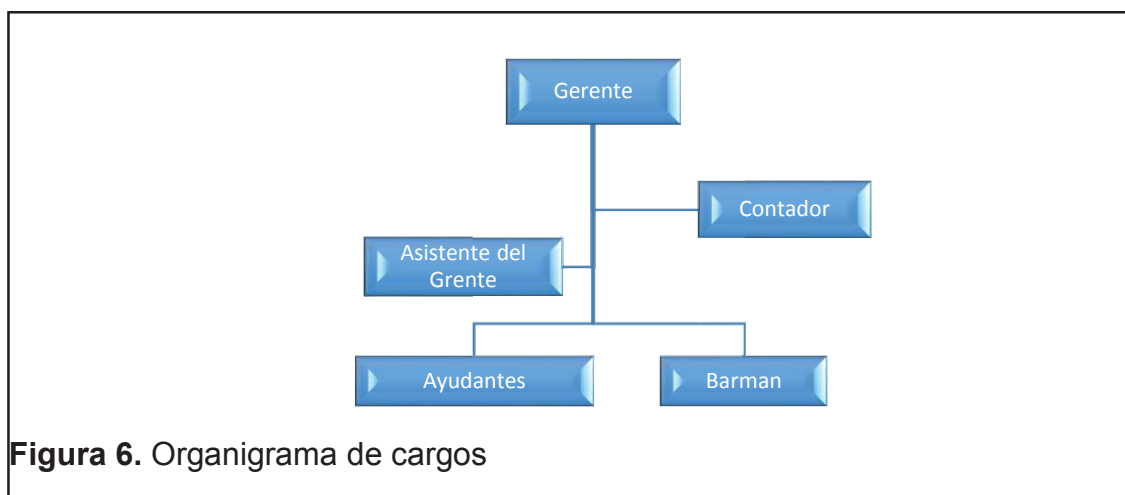 Gerente
Contador
Asistente del
Grente
Ayudantes
Barman
Figura 6. Organigrama de cargos